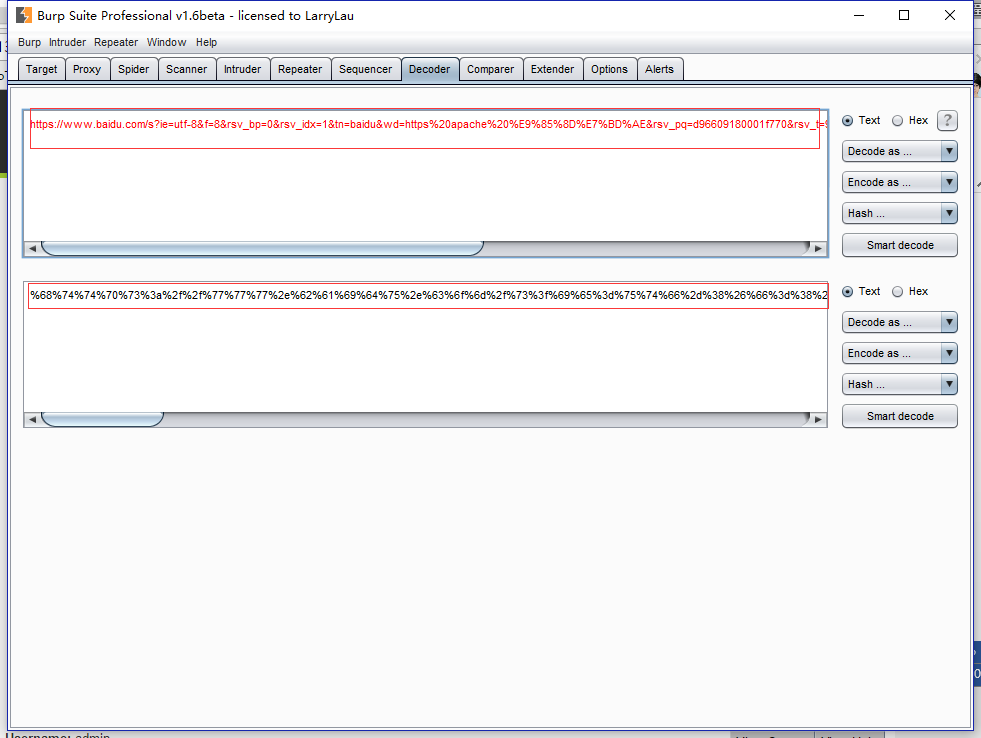 Burp Suite Professional v1.6beta - licensed to LarryLau
Burp Intruder Repeater Window Help
Target Proxy Spider Scanner Intruder Repeater Sequencer Decoder Comparer Extender Options Alerts
https://www.baidu.com/s?ie=utf-8&f=8&rsv_bp=0&rsv_idx=1&tn=baidu&wd=https%20apache%20%E9%85%8D%E7%BD%AE&rsv_pq=d96609180001f770&rsv_t=9
Text Hex ?
Decode as ...
Encode as ...
Hash ...
Smart decode
%68%74%74%70%73%3a%2f%2f%77%77%77%2e%62%61%69%64%75%2e%63%6f%6d%2f%73%3f%69%65%3d%75%74%66%2d%38%26%66%3d%38%2
Text Hex
Decode as ...
Encode as ...
Hash ...
Smart decode
Username: admin